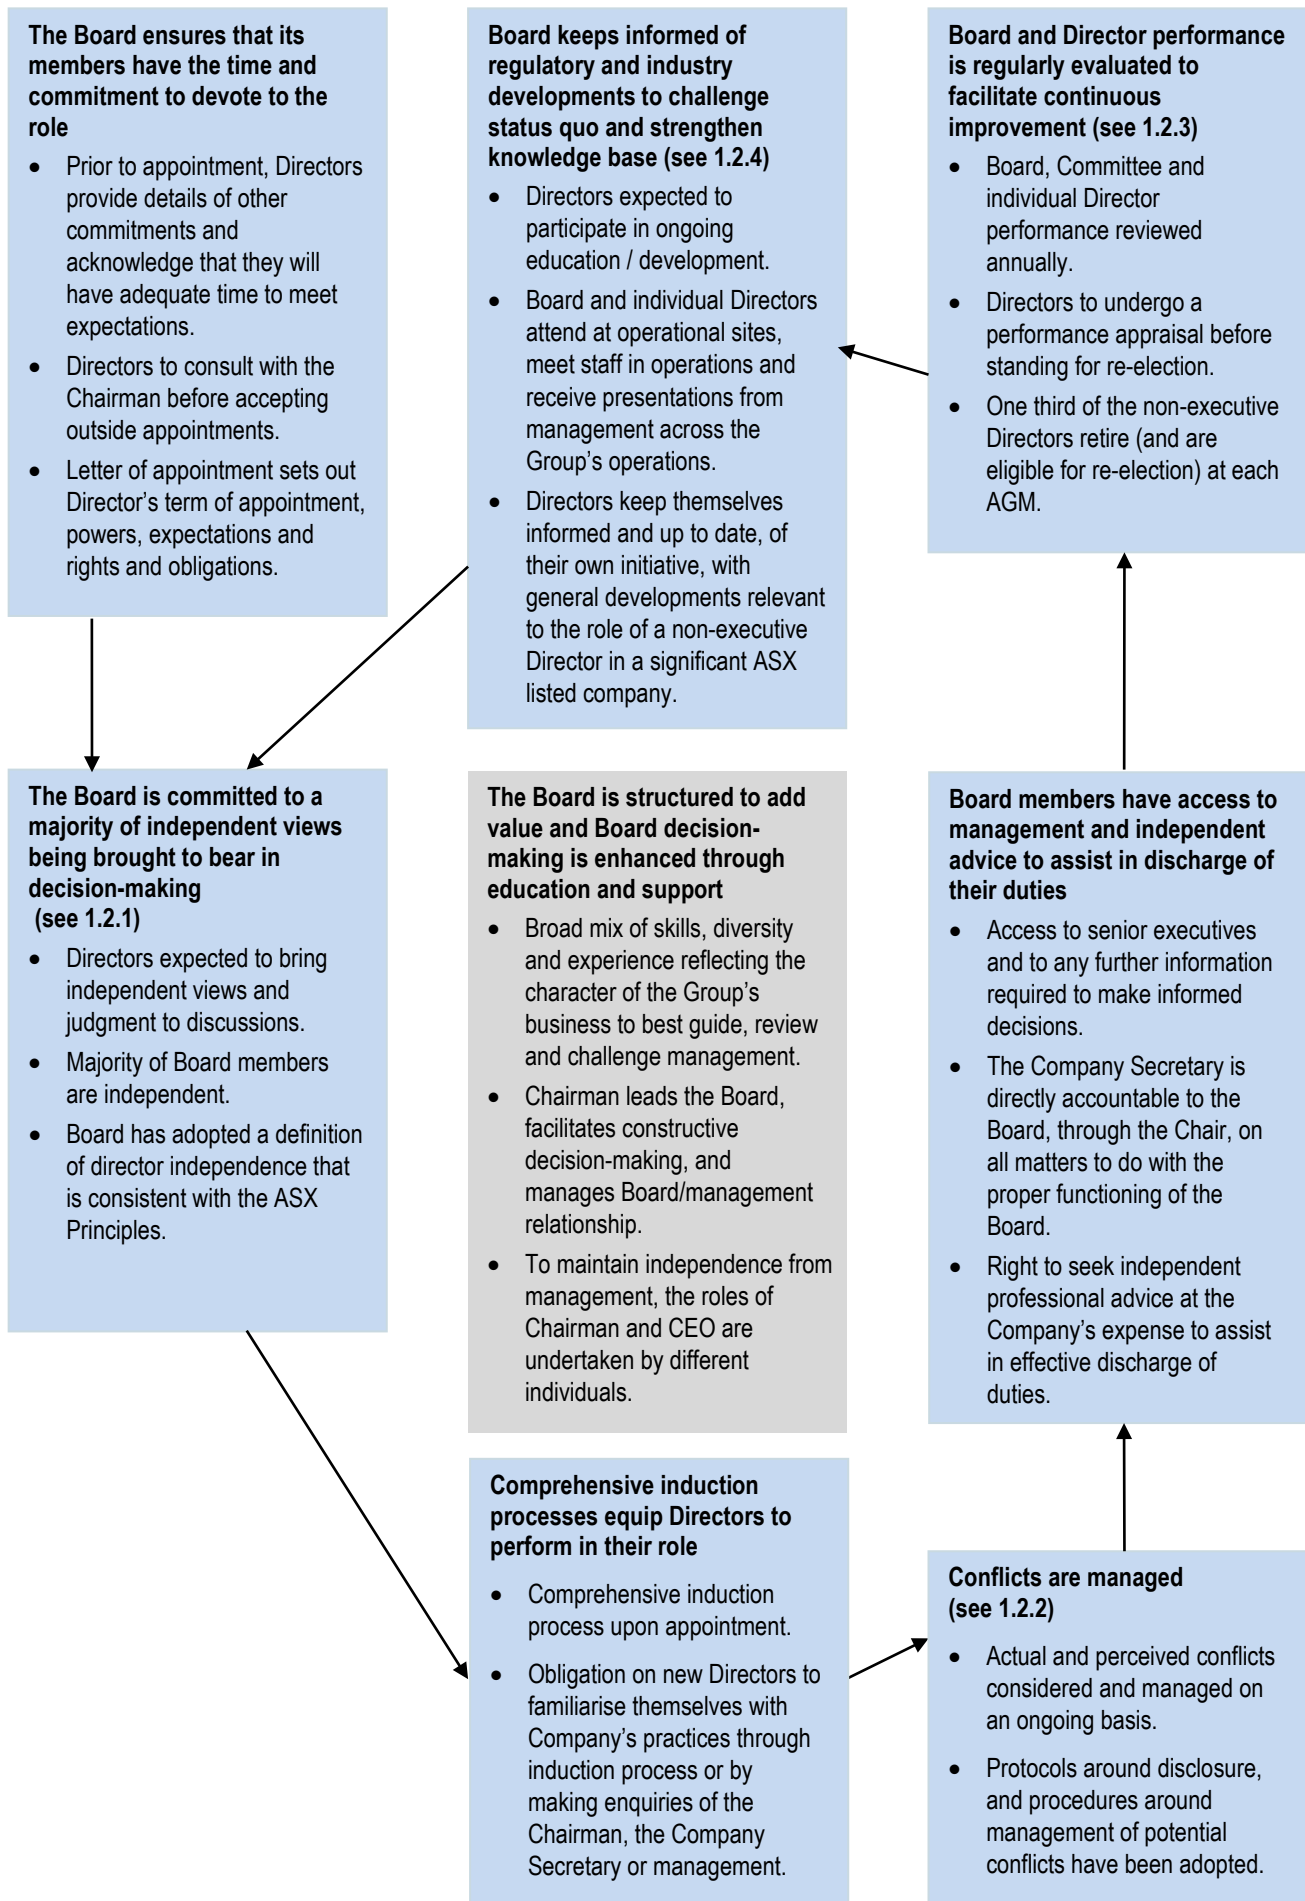 The Board ensures that its
members have the time and
commitment to devote to the
role
• Prior to appointment, Directors
provide details of other
commitments and
acknowledge that they will
have adequate time to meet
expectations.
• Directors to consult with the
Chairman before accepting
outside appointments.
• Letter of appointment sets out
Director’s term of appointment,
powers, expectations and
rights and obligations.
Board keeps informed of
regulatory and industry
developments to challenge
status quo and strengthen
knowledge base (see 1.2.4)
• Directors expected to
participate in ongoing
education / development.
• Board and individual Directors
attend at operational sites,
meet staff in operations and
receive presentations from
management across the
Group’s operations.
• Directors keep themselves
informed and up to date, of
their own initiative, with
general developments relevant
to the role of a non-executive
Director in a significant ASX
listed company.
Board and Director performance
is regularly evaluated to
facilitate continuous
improvement (see 1.2.3)
• Board, Committee and
individual Director
performance reviewed
annually.
• Directors to undergo a
performance appraisal before
standing for re-election.
• One third of the non-executive
Directors retire (and are
eligible for re-election) at each
AGM.
The Board is committed to a
majority of independent views
being brought to bear in
decision-making
(see 1.2.1)
• Directors expected to bring
independent views and
judgment to discussions.
• Majority of Board members
are independent.
• Board has adopted a definition
of director independence that
is consistent with the ASX
Principles.
The Board is structured to add
value and Board decision-
making is enhanced through
education and support
• Broad mix of skills, diversity
and experience reflecting the
character of the Group’s
business to best guide, review
and challenge management.
• Chairman leads the Board,
facilitates constructive
decision-making, and
manages Board/management
relationship.
• To maintain independence from
management, the roles of
Chairman and CEO are
undertaken by different
individuals.
Board members have access to
management and independent
advice to assist in discharge of
their duties
• Access to senior executives
and to any further information
required to make informed
decisions.
• The Company Secretary is
directly accountable to the
Board, through the Chair, on
all matters to do with the
proper functioning of the
Board.
• Right to seek independent
professional advice at the
Company’s expense to assist
in effective discharge of
duties.
Comprehensive induction
processes equip Directors to
perform in their role
• Comprehensive induction
process upon appointment.
• Obligation on new Directors to
familiarise themselves with
Company’s practices through
induction process or by
making enquiries of the
Chairman, the Company
Secretary or management.
Conflicts are managed
(see 1.2.2)
• Actual and perceived conflicts
considered and managed on
an ongoing basis.
• Protocols around disclosure,
and procedures around
management of potential
conflicts have been adopted.